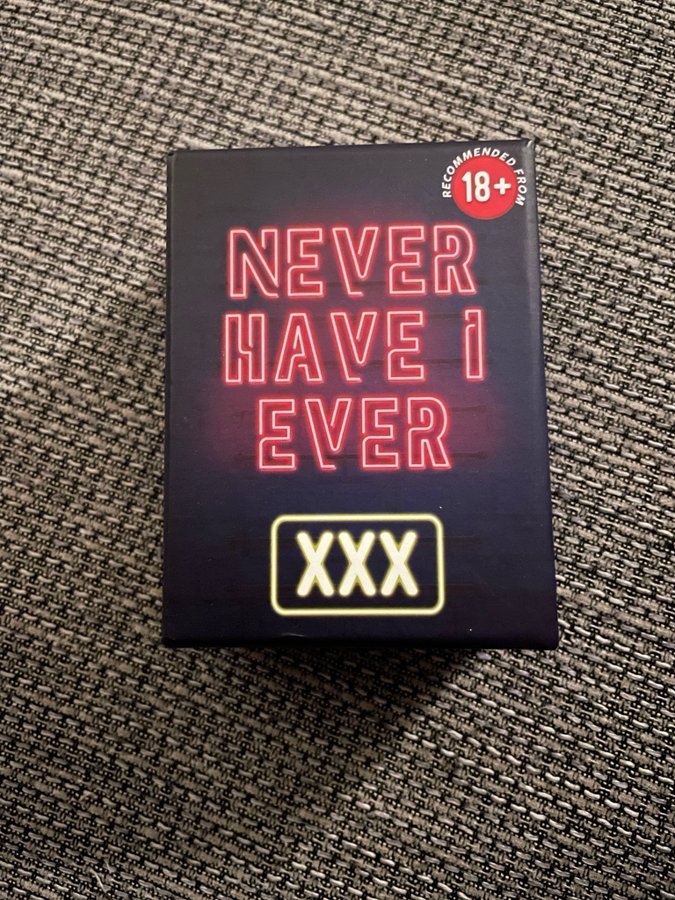 RECOMMENDED FROM
18+
NEVER
HAVE I
EVER
XXX